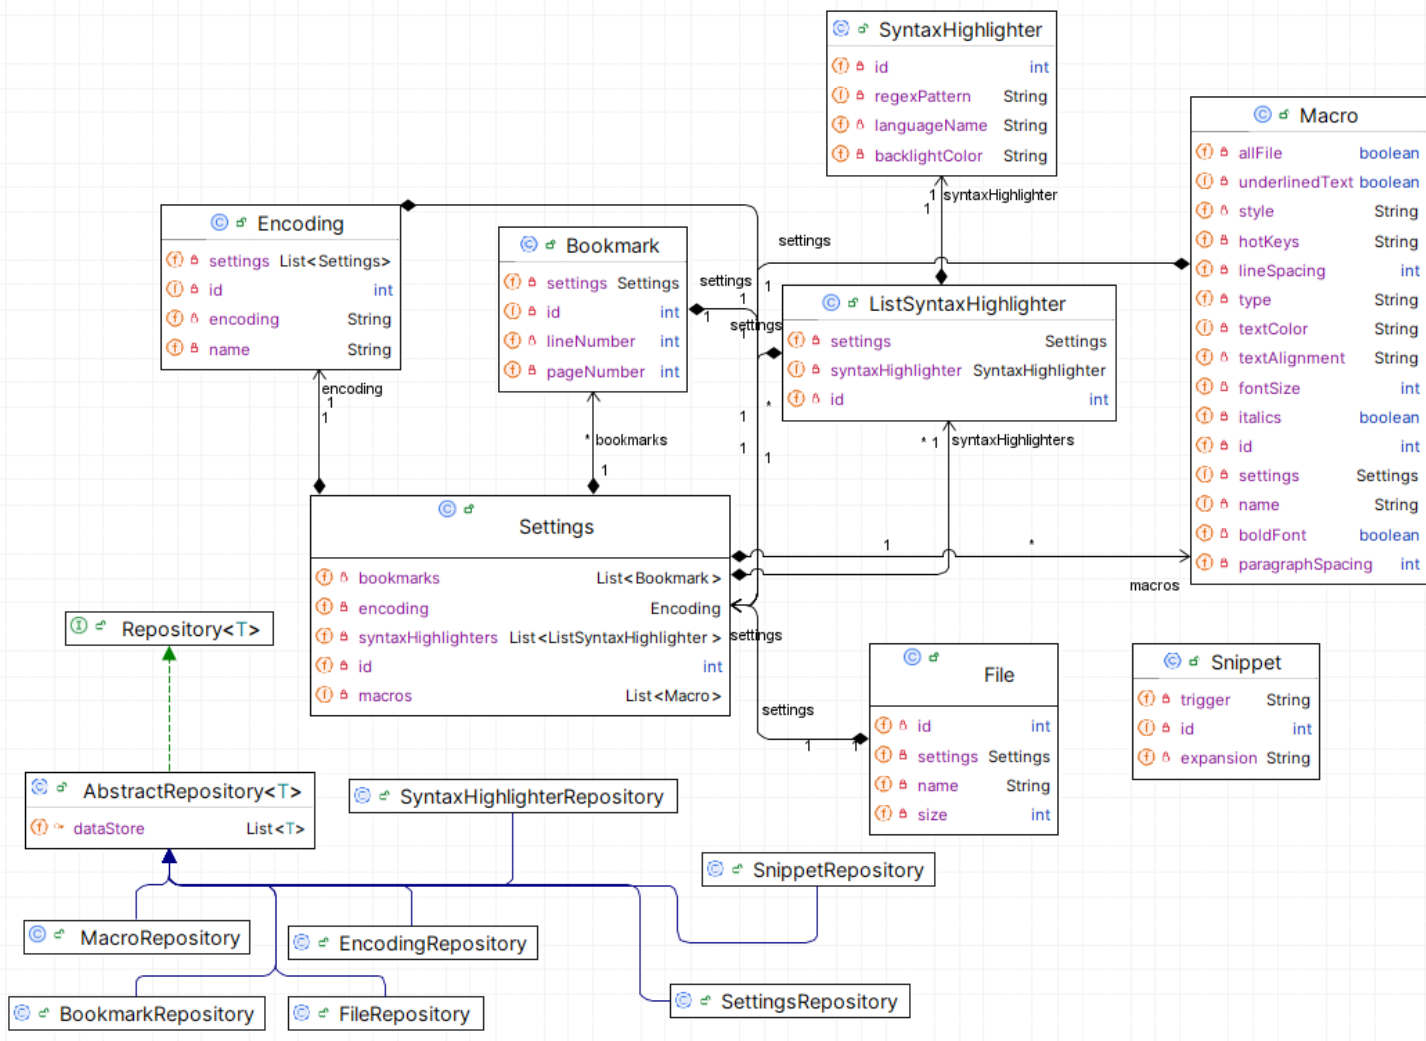 SyntaxHighlighter
id int
regexPattern String
languageName String
backlightColor String
1 syntaxHighlighter
1
Macro
allFile boolean
underlinedText boolean
style String
hotKeys String
lineSpacing int
type String
textColor String
textAlignment String
fontSize int
italics boolean
id int
settings Settings
name String
boldFont boolean
paragraphSpacing int
Encoding
settings List<Settings>
id int
encoding String
name String
encoding
1
1
Bookmark
settings Settings
id int
lineNumber int
pageNumber int
* bookmarks
1
settings
settings
1
1
1
settings
1
ListSyntaxHighlighter
settings Settings
syntaxHighlighter SyntaxHighlighter
id int
*
1
1
1
* 1 syntaxHighlighters
Settings
bookmarks List<Bookmark>
encoding Encoding
syntaxHighlighters List<ListSyntaxHighlighter>
id int
macros List<Macro>
1
*
macros
settings
settings
1
1
File
id int
settings Settings
name String
size int
Snippet
trigger String
id int
expansion String
Repository<T>
AbstractRepository<T>
dataStore List<T>
SyntaxHighlighterRepository
SnippetRepository
MacroRepository
EncodingRepository
BookmarkRepository
FileRepository
SettingsRepository